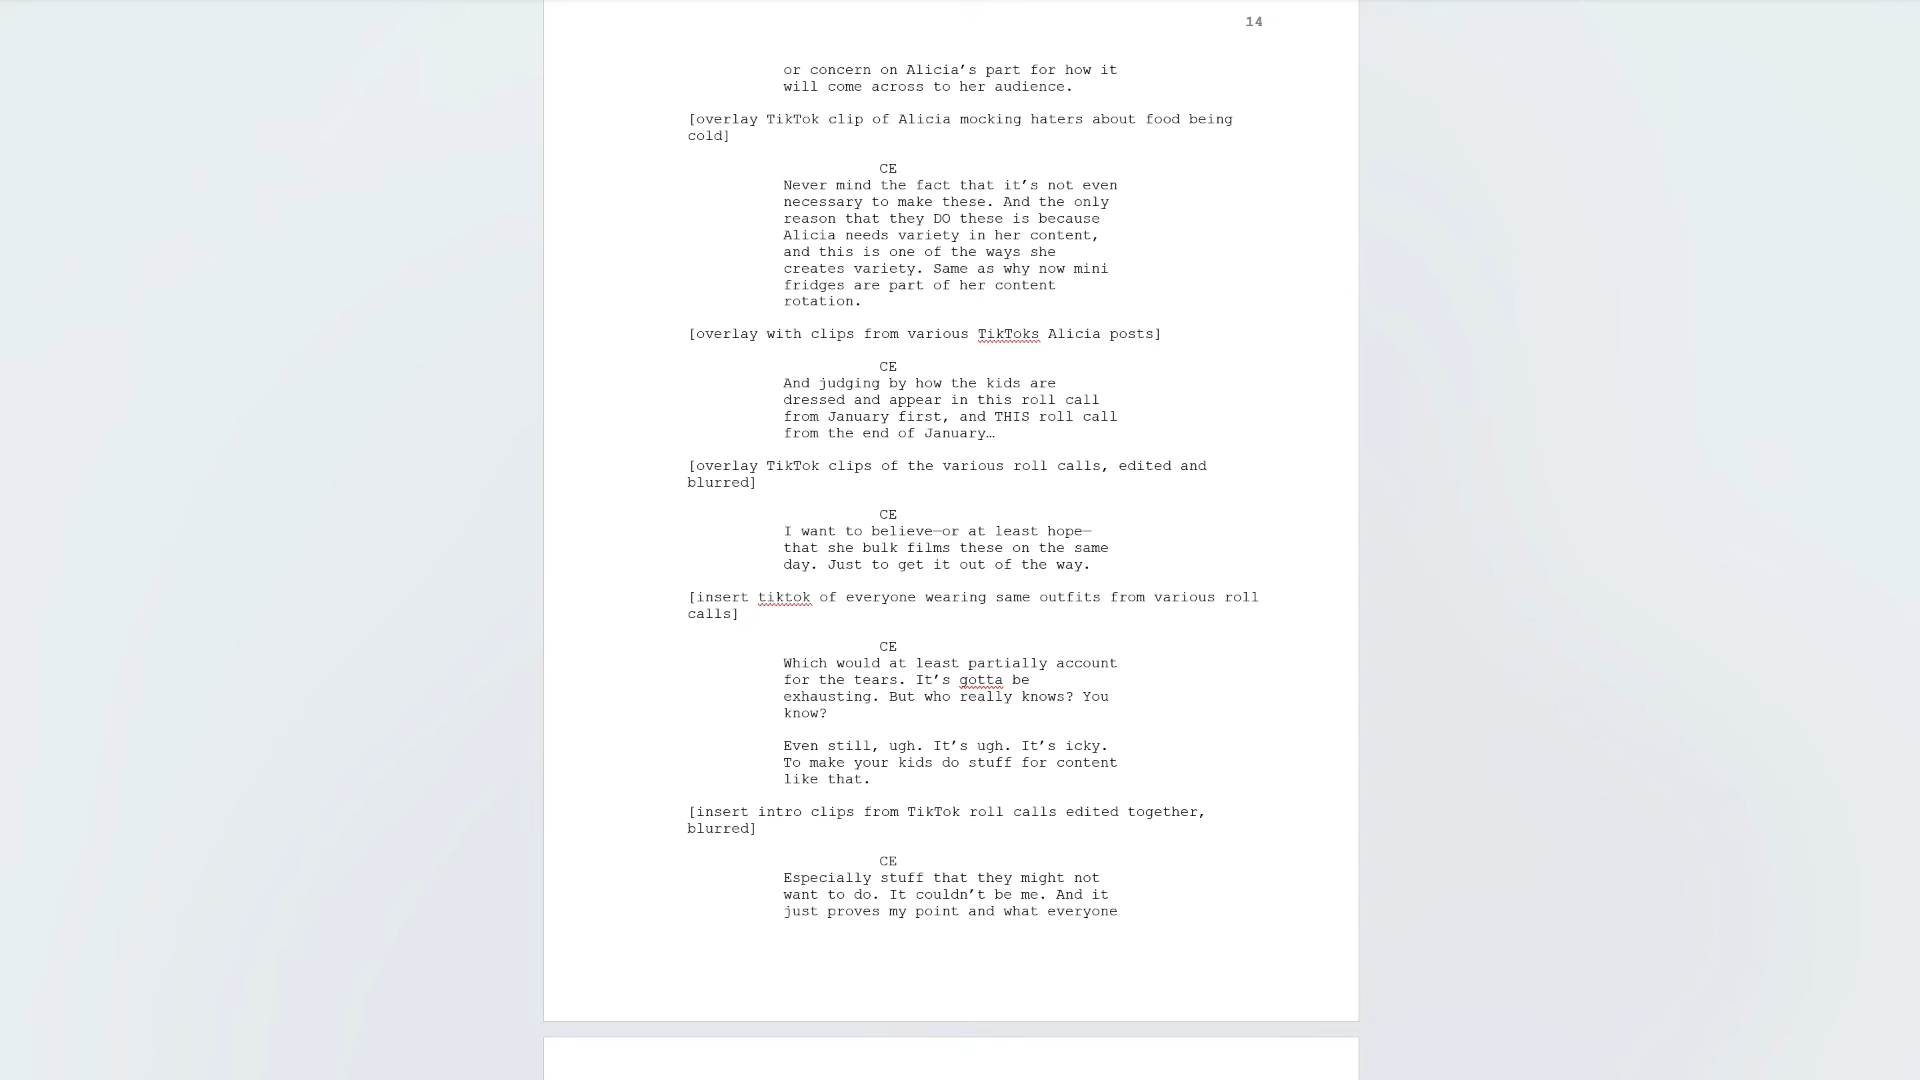 14
or concern on Alicia’s part for how it
will come across to her audience.
[overlay TikTok clip of Alicia mocking haters about food being
cold]
CE
Never mind the fact that it’s not even
necessary to make these. And the only
reason that they DO these is because
Alicia needs variety in her content,
and this is one of the ways she
creates variety. Same as why now mini
fridges are part of her content
rotation.
[overlay with clips from various TikToks Alicia posts]
CE
And judging by how the kids are
dressed and appear in this roll call
from January first, and THIS roll call
from the end of January…
[overlay TikTok clips of the various roll calls, edited and
blurred]
CE
I want to believe—or at least hope—
that she bulk films these on the same
day. Just to get it out of the way.
[insert tiktok of everyone wearing same outfits from various roll
calls]
CE
Which would at least partially account
for the tears. It’s gotta be
exhausting. But who really knows? You
know?
Even still, ugh. It’s ugh. It’s icky.
To make your kids do stuff for content
like that.
[insert intro clips from TikTok roll calls edited together,
blurred]
CE
Especially stuff that they might not
want to do. It couldn’t be me. And it
just proves my point and what everyone